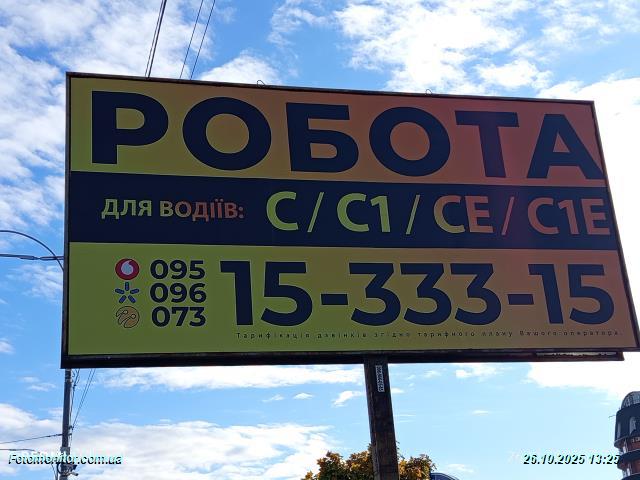 РОБОТА
ДЛЯ ВОДІЇВ: C / C1 / CE / C1E
095
096 15-333-15
073
Тарифікація дзвінків згідно тарифного плану Вашого оператора.
Fotomonitor.com.ua
26.10.2025 13:25